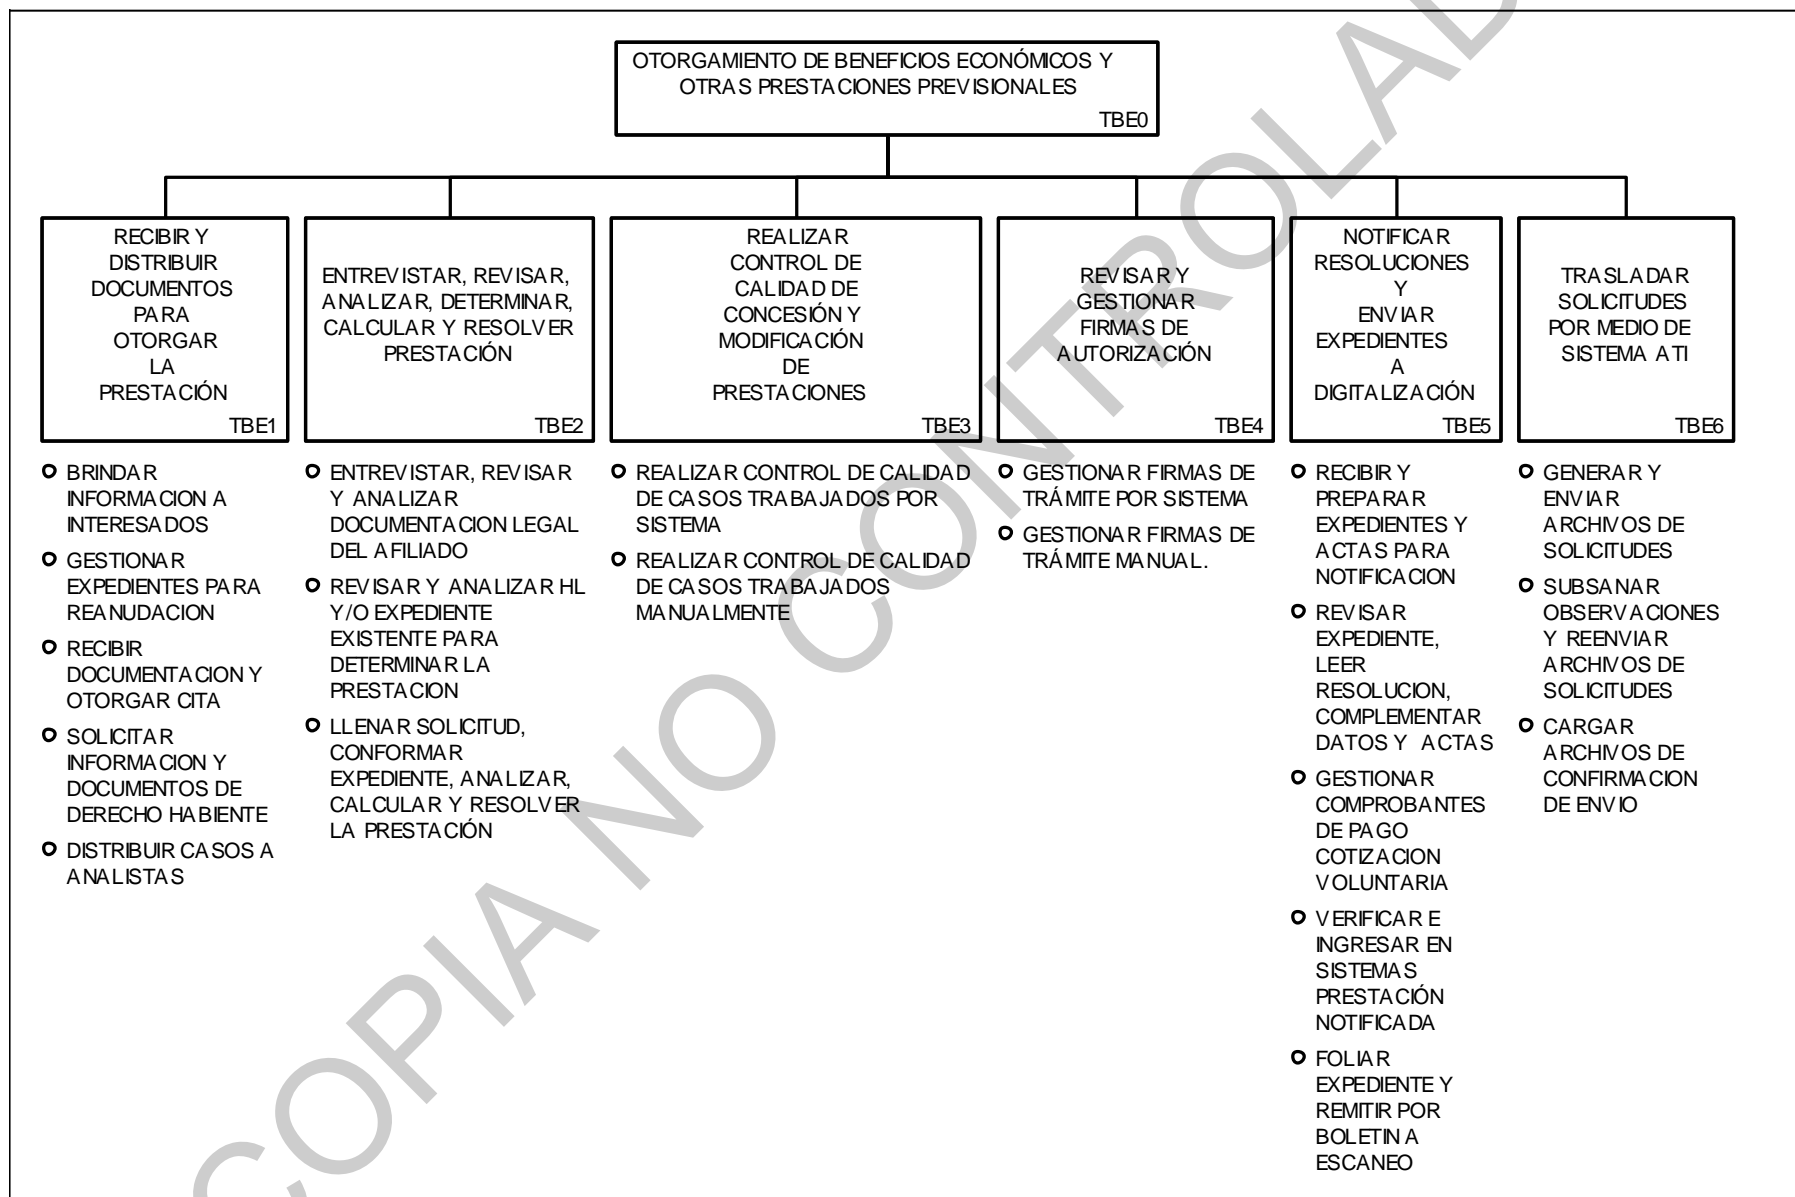 OTORGAMIENTO DE BENEFICIOS ECONÓMICOS Y
OTRAS PRESTACIONES PREVISIONALES
TBE0
RECIBIR Y
DISTRIBUIR
DOCUMENTOS
PARA
OTORGAR
LA
PRESTACIÓN
TBE1
BRINDAR
INFORMACION A
INTERESADOS
GESTIONAR
EXPEDIENTES PARA
REANUDACION
RECIBIR
DOCUMENTACION Y
OTORGAR CITA
SOLICITAR
INFORMACION Y
DOCUMENTOS DE
DERECHO HABIENTE
DISTRIBUIR CASOS A
ANALISTAS
ENTREVISTAR, REVISAR,
ANALIZAR, DETERMINAR,
CALCULAR Y RESOLVER
PRESTACIÓN
TBE2
ENTREVISTAR, REVISAR
Y ANALIZAR
DOCUMENTACION LEGAL
DEL AFILIADO
REVISAR Y ANALIZAR HL
Y/O EXPEDIENTE
EXISTENTE PARA
DETERMINAR LA
PRESTACION
LLENAR SOLICITUD,
CONFORMAR
EXPEDIENTE, ANALIZAR,
CALCULAR Y RESOLVER
LA PRESTACIÓN
REALIZAR
CONTROL DE
CALIDAD DE
CONCESIÓN Y
MODIFICACIÓN
DE
PRESTACIONES
TBE3
REALIZAR CONTROL DE CALIDAD
DE CASOS TRABAJADOS POR
SISTEMA
REALIZAR CONTROL DE CALIDAD
DE CASOS TRABAJADOS
MANUALMENTE
REVISAR Y
GESTIONAR
FIRMAS DE
AUTORIZACIÓN
TBE4
GESTIONAR FIRMAS DE
TRÁMITE POR SISTEMA
GESTIONAR FIRMAS DE
TRÁMITE MANUAL.
NOTIFICAR
RESOLUCIONES
Y
ENVIAR
EXPEDIENTES
A
DIGITALIZACIÓN
TBE5
RECIBIR Y
PREPARAR
EXPEDIENTES Y
ACTAS PARA
NOTIFICACION
REVISAR
EXPEDIENTE,
LEER
RESOLUCION,
COMPLEMENTAR
DATOS Y ACTAS
GESTIONAR
COMPROBANTES
DE PAGO
COTIZACION
VOLUNTARIA
VERIFICAR E
INGRESAR EN
SISTEMAS
PRESTACIÓN
NOTIFICADA
FOLIAR
EXPEDIENTE Y
REMITIR POR
BOLETIN A
ESCANEO
TRASLADAR
SOLICITUDES
POR MEDIO DE
SISTEMA ATI
TBE6
GENERAR Y
ENVIAR
ARCHIVOS DE
SOLICITUDES
SUBSANAR
OBSERVACIONES
Y REENVIAR
ARCHIVOS DE
SOLICITUDES
CARGAR
ARCHIVOS DE
CONFIRMACION
DE ENVIO
COPIA NO CONTROLAD